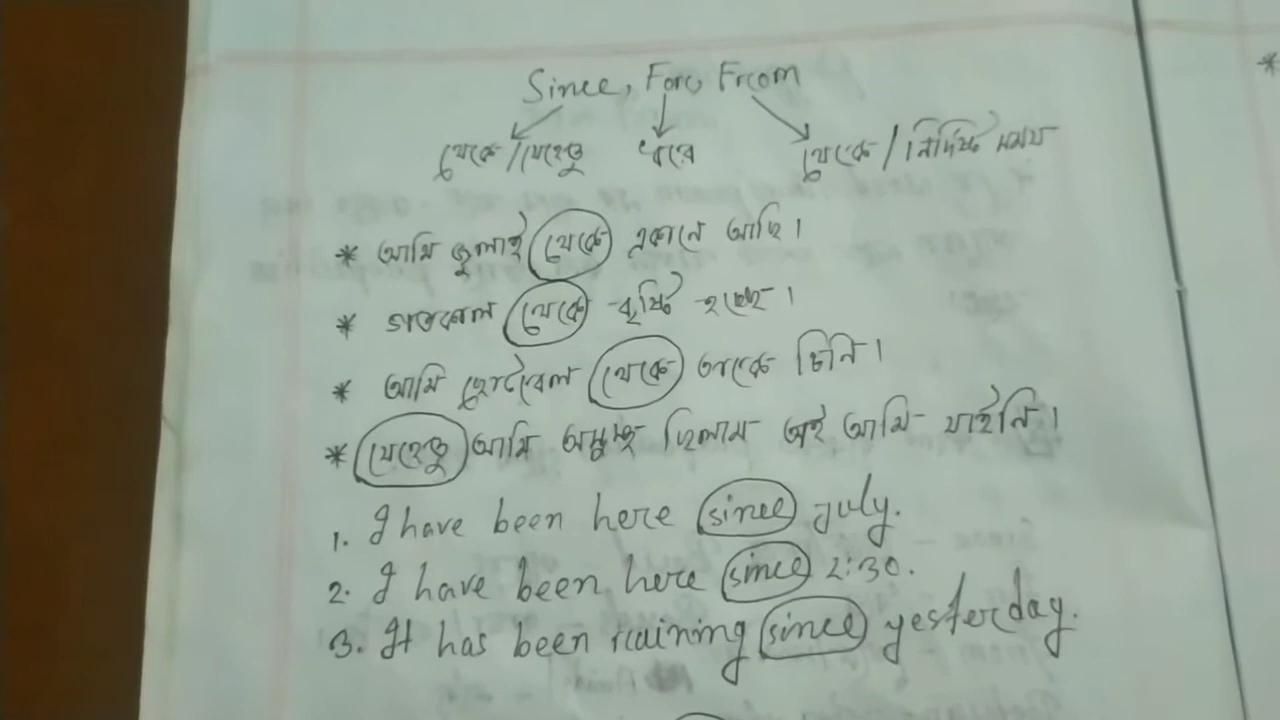 Since, For, From
থেকে/যেহেতু ধরে থেকে/নির্দিষ্ট সময়
* আমি জুলাই থেকে এখানে আছি।
* গতকাল থেকে বৃষ্টি হচ্ছে।
* আমি ছোটবেলা থেকে তাকে চিনি।
* যেহেতু আমি অসুস্থ ছিলাম তাই আমি যাইনি।
1. I have been here since July.
2. I have been here since 2:30.
3. It has been raining since yesterday.
*